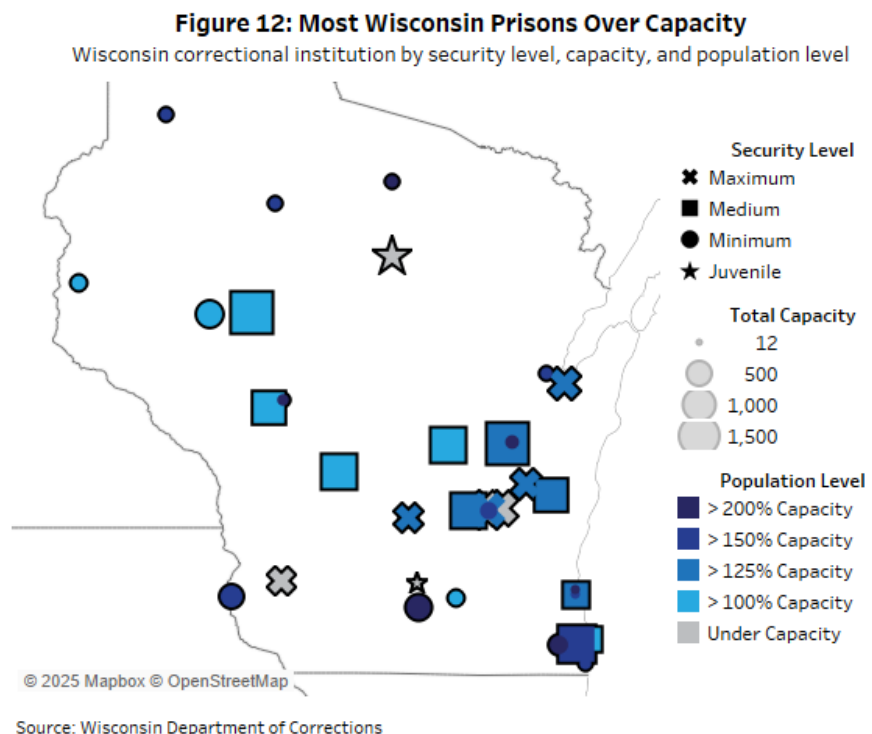 Figure 12: Most Wisconsin Prisons Over Capacity
Wisconsin correctional institution by security level, capacity, and population level
Security Level
Maximum
Medium
Minimum
Juvenile
Total Capacity
12
500
1,000
1,500
Population Level
> 200% Capacity
> 150% Capacity
> 125% Capacity
> 100% Capacity
Under Capacity
© 2025 Mapbox © OpenStreetMap
Source: Wisconsin Department of Corrections